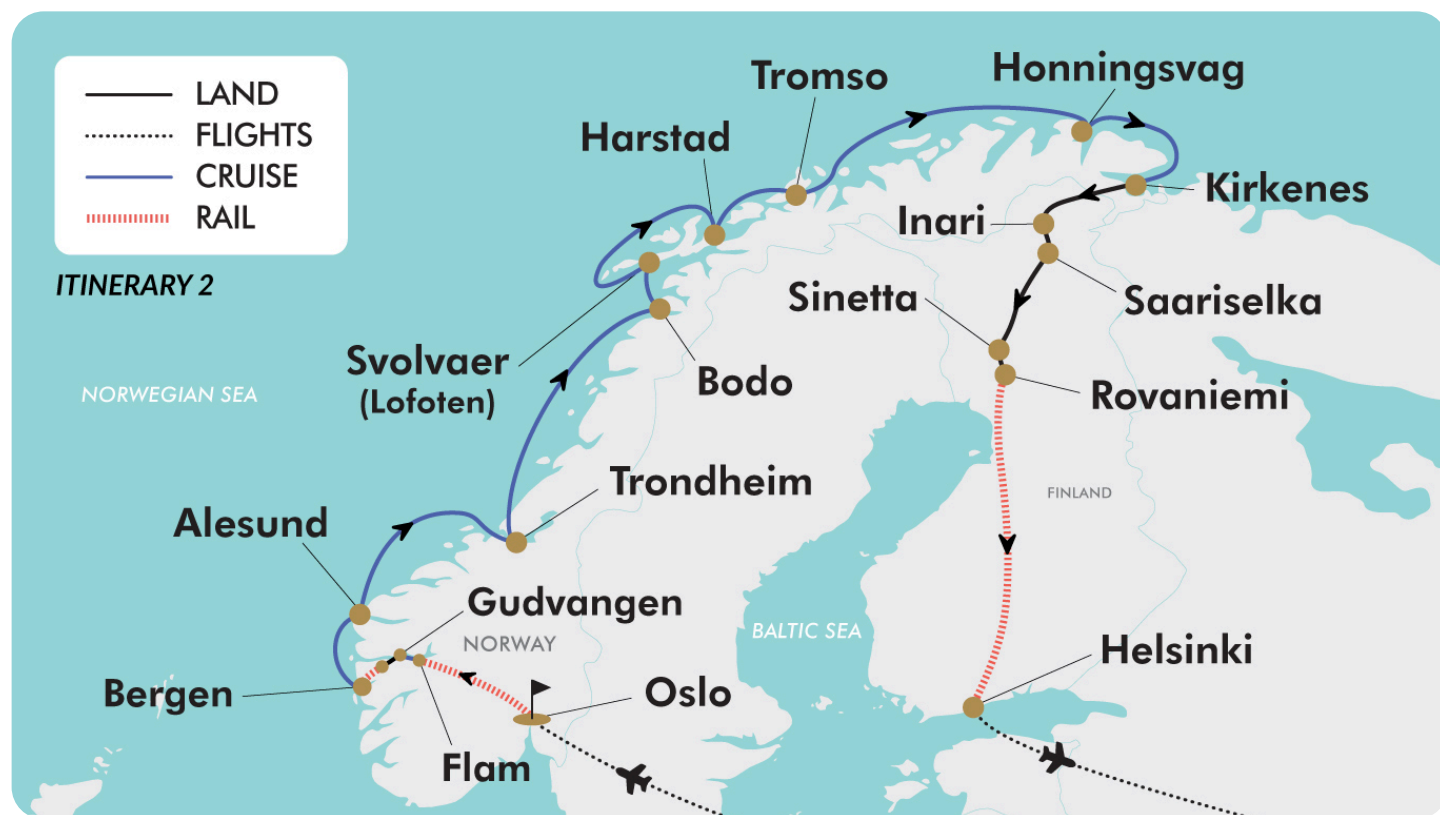 LAND
FLIGHTS
CRUISE
RAIL
ITINERARY 2
Tromso
Honningsvag
Harstad
Kirkenes
Inari
Sinetta
Saariselka
Svolvaer
(Lofoten)
Bodo
Rovaniemi
NORWEGIAN SEA
Trondheim
FINLAND
Alesund
Gudvangen
NORWAY
BALTIC SEA
Helsinki
Bergen
Oslo
Flam